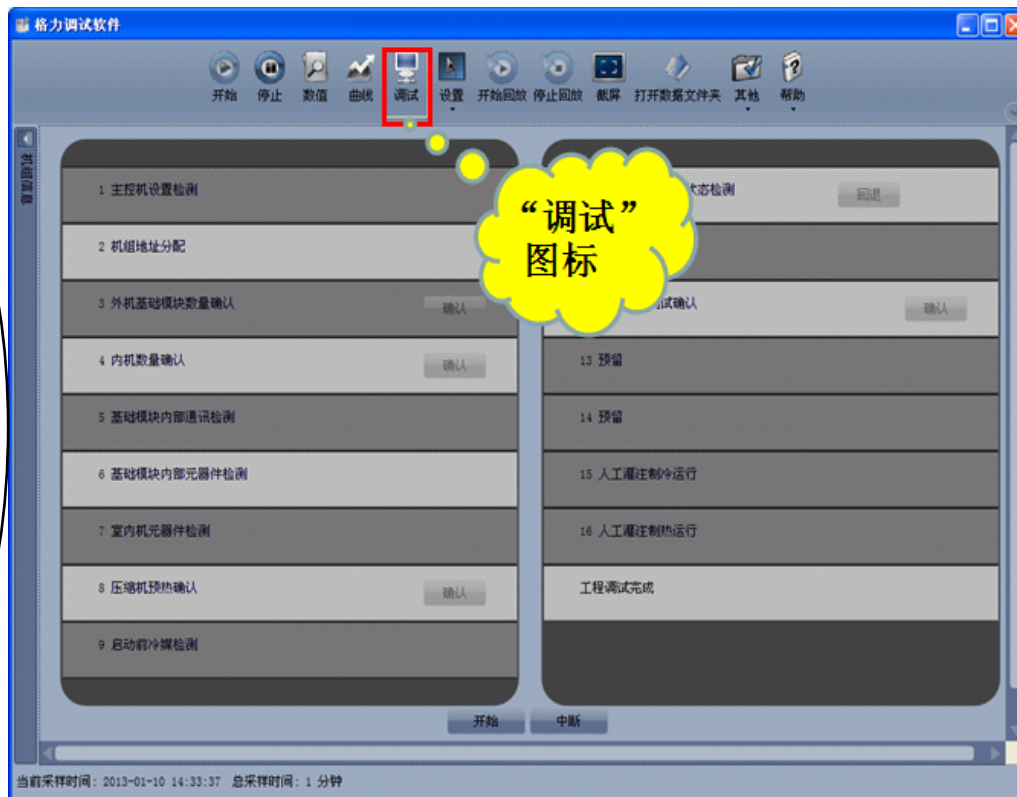 格力调试软件
开始 停止 数值 曲线 调试 设置 开始回放 停止回放 截屏 打开数据文件夹 其他 帮助
机组信息
“调试”
图标
1 主控机设置检测
2 机组地址分配
3 外机基础模块数量确认 确认
4 内机数量确认 确认
5 基础模块内部通讯检测
6 基础模块内部元器件检测
7 室内机元器件检测
8 压缩机预热确认 确认
9 启动前冷媒检测
状态检测 回退
调试确认 确认
13 预留
14 预留
15 人工灌注制冷运行
16 人工灌注制热运行
工程调试完成
开始 中断
当前采样时间: 2013-01-10 14:33:37 总采样时间: 1 分钟